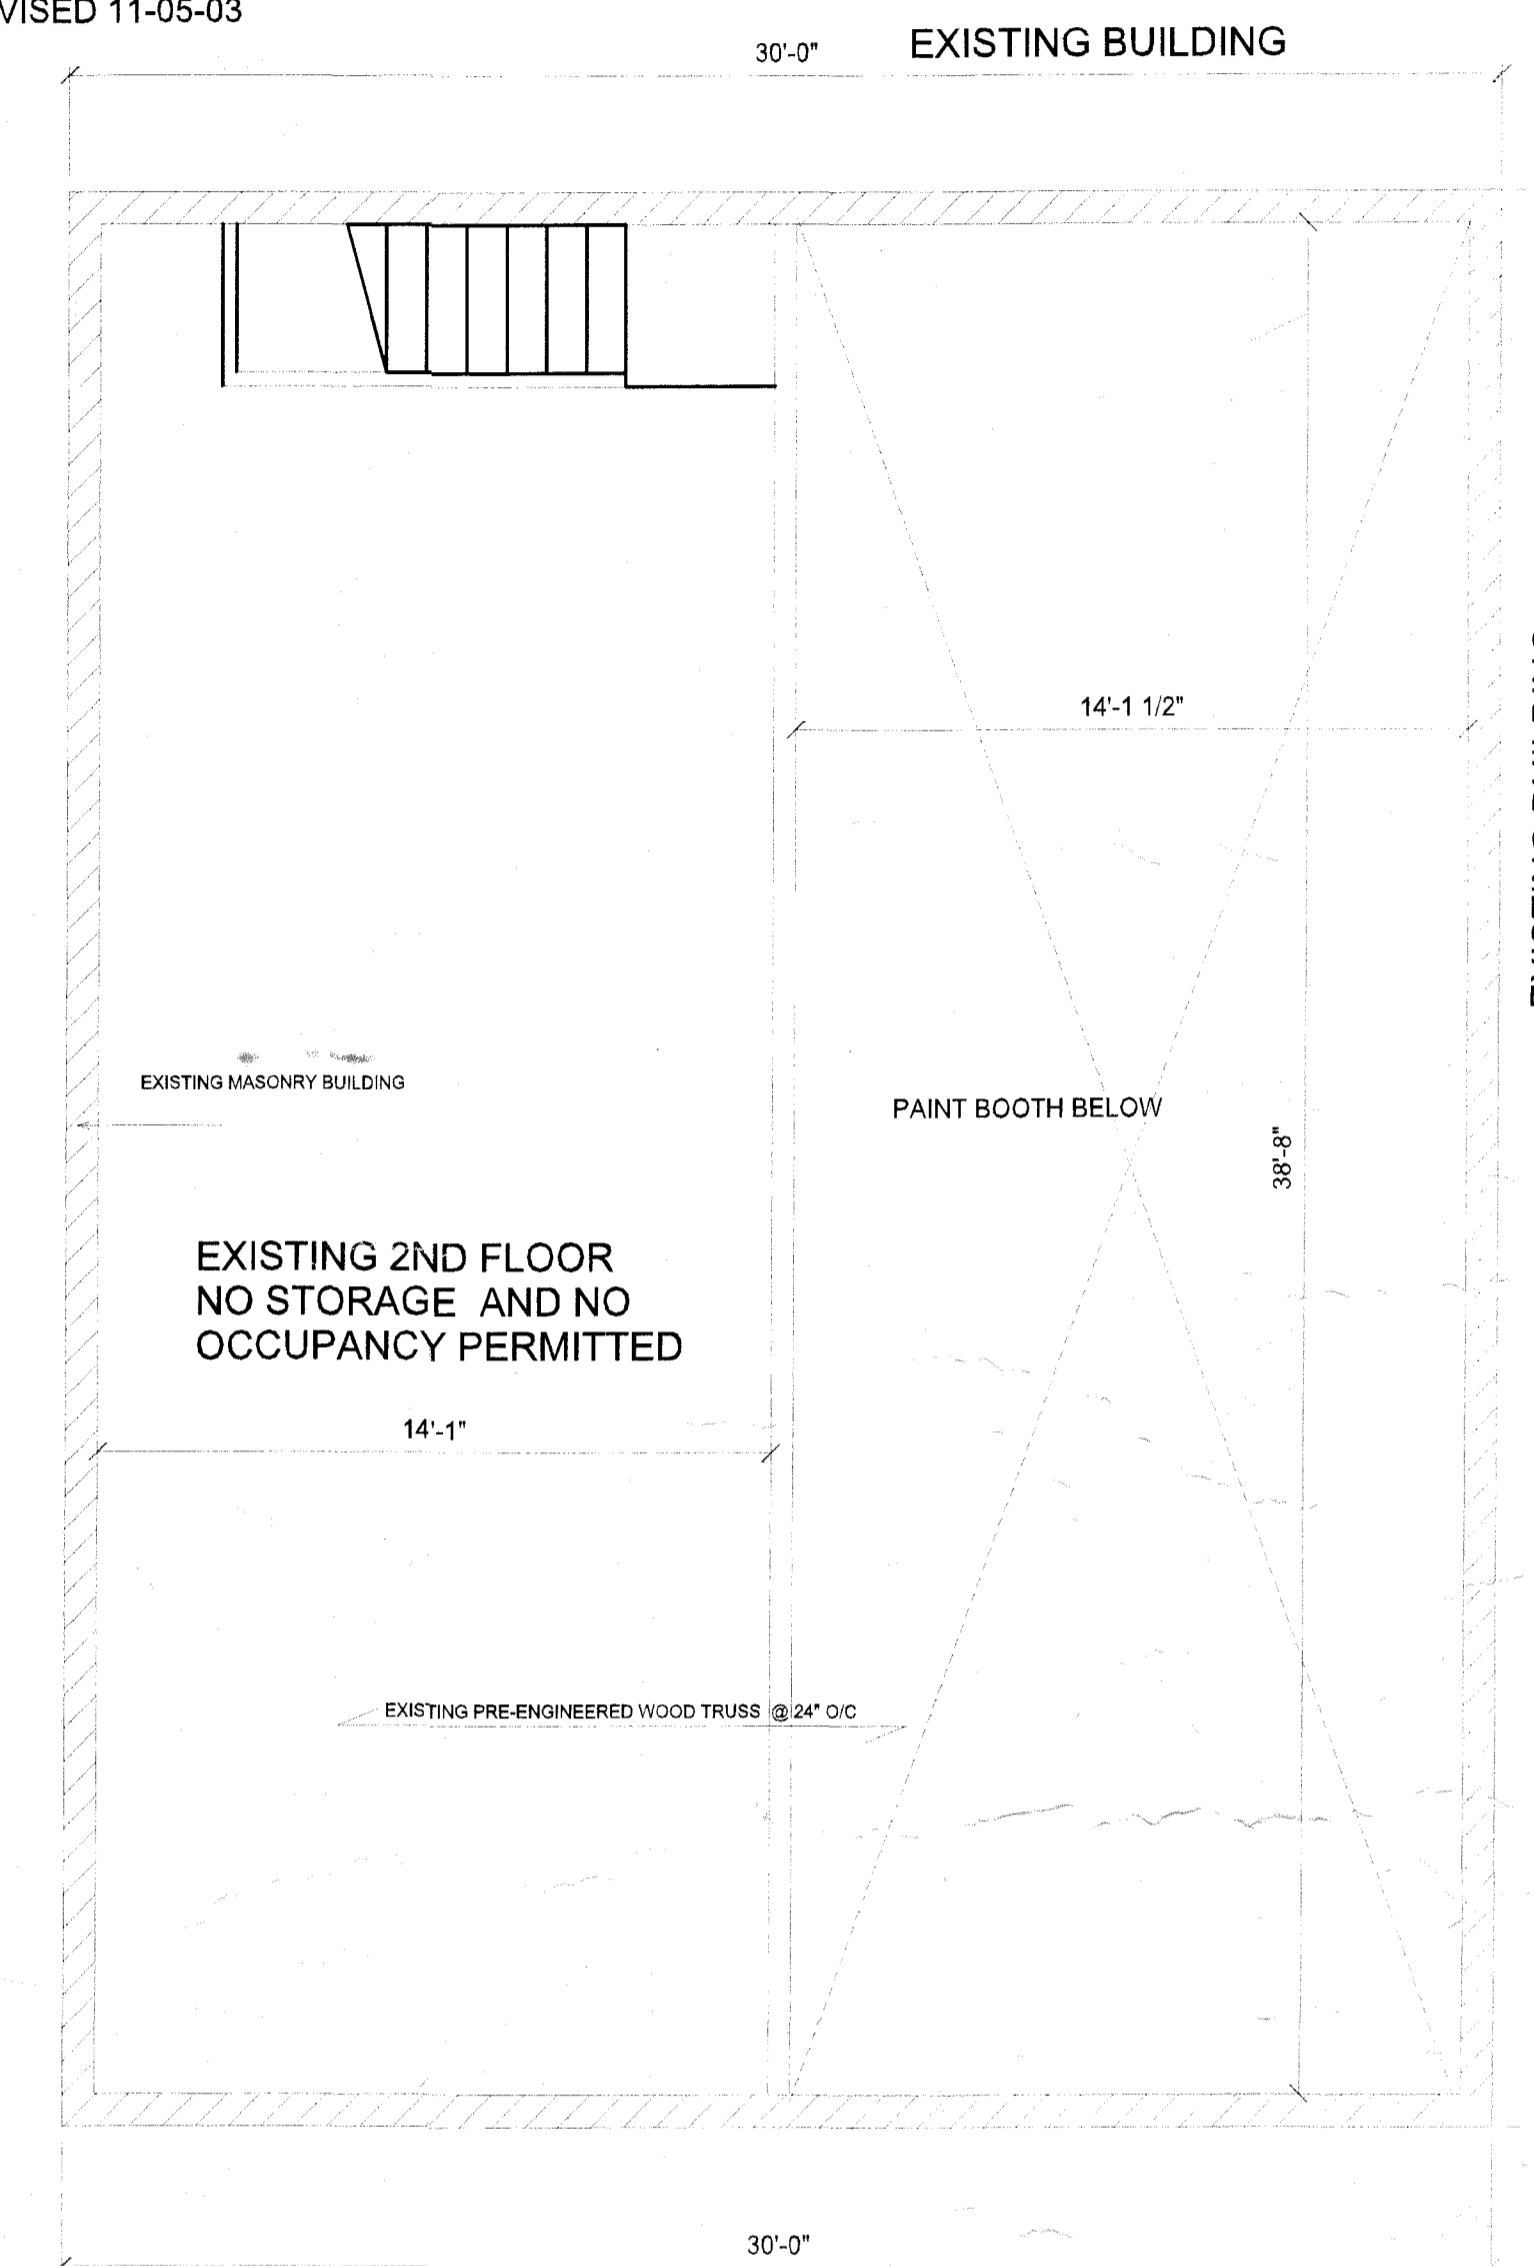 VISED 11-05-03
30'-0"
EXISTING BUILDING
14'-1 1/2"
EXISTING MASONRY BUILDING
PAINT BOOTH BELOW
38'-8"
EXISTING 2ND FLOOR
NO STORAGE AND NO
OCCUPANCY PERMITTED
14'-1"
EXISTING PRE-ENGINEERED WOOD TRUSS @ 24" O/C
30'-0"